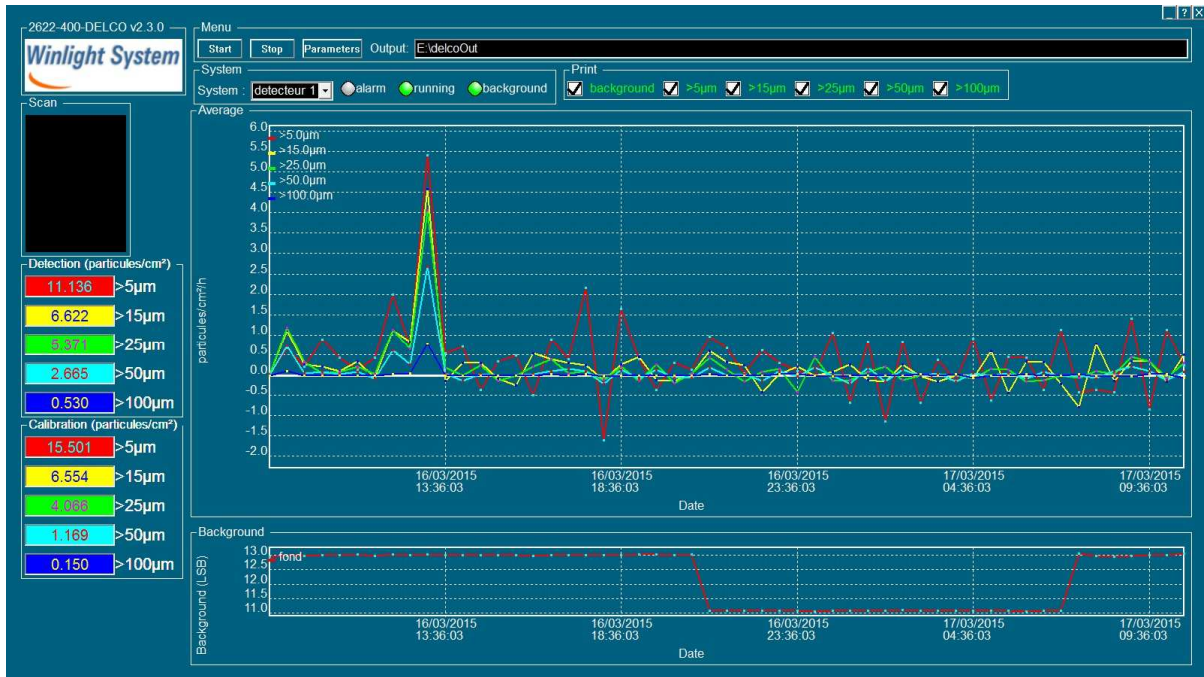 2622-400-DELCO v2.3.0
Winlight System
Menu
Start Stop Parameters Output: E:\delcoOut
System
System : detecteur 1 alarm running background
Print
background >5µm >15µm >25µm >50µm >100µm
Scan
Detection (particules/cm²)
11.136 >5µm
6.622 >15µm
5.371 >25µm
2.665 >50µm
0.530 >100µm
Calibration (particules/cm²)
15.501 >5µm
6.554 >15µm
4.066 >25µm
1.169 >50µm
0.150 >100µm
Average
particules/cm²/h
6.0
5.5
5.0
4.5
4.0
3.5
3.0
2.5
2.0
1.5
1.0
0.5
0.0
-0.5
-1.0
-1.5
-2.0
>5.0µm
>15.0µm
>25.0µm
>50.0µm
>100.0µm
16/03/2015 16/03/2015 16/03/2015 17/03/2015 17/03/2015
13:36:03 18:36:03 23:36:03 04:36:03 09:36:03
Date
Background
Background (LSB)
13.0
12.5
12.0
11.5
11.0
fond
16/03/2015 16/03/2015 16/03/2015 17/03/2015 17/03/2015
13:36:03 18:36:03 23:36:03 04:36:03 09:36:03
Date